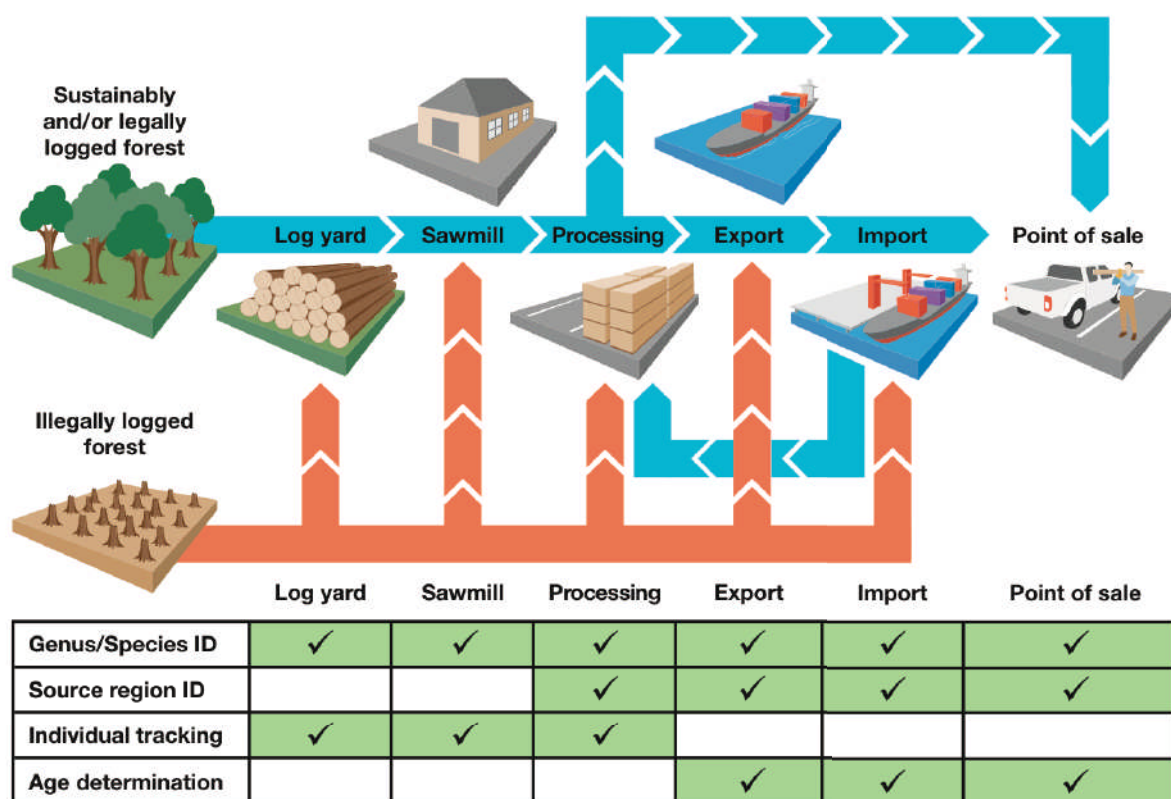 Sustainably
and/or legally
logged forest
Log yard
Sawmill
Processing
Export
Import
Point of sale
Illegally logged
forest
Log yard
Sawmill
Processing
Export
Import
Point of sale
Genus/Species ID ✓ ✓ ✓ ✓ ✓ ✓
Source region ID ✓ ✓ ✓ ✓
Individual tracking ✓ ✓ ✓
Age determination ✓ ✓ ✓